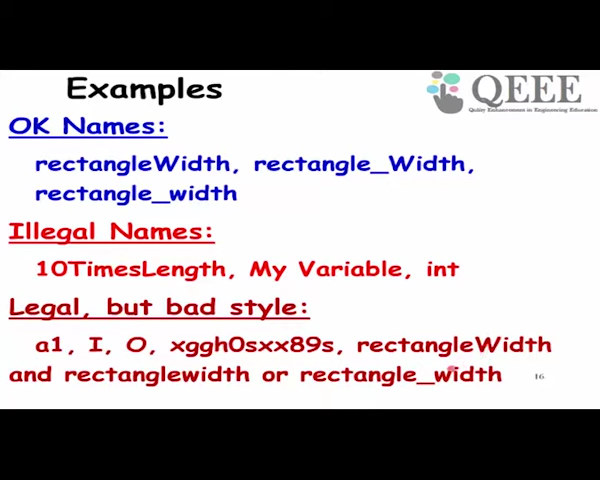 Examples
QEEE
Quality Enhancement in Engineering Education
OK Names:
rectangleWidth, rectangle_Width,
rectangle_width
Illegal Names:
10TimesLength, My Variable, int
Legal, but bad style:
a1, I, O, xggh0sxx89s, rectangleWidth
and rectanglewidth or rectangle_width
16